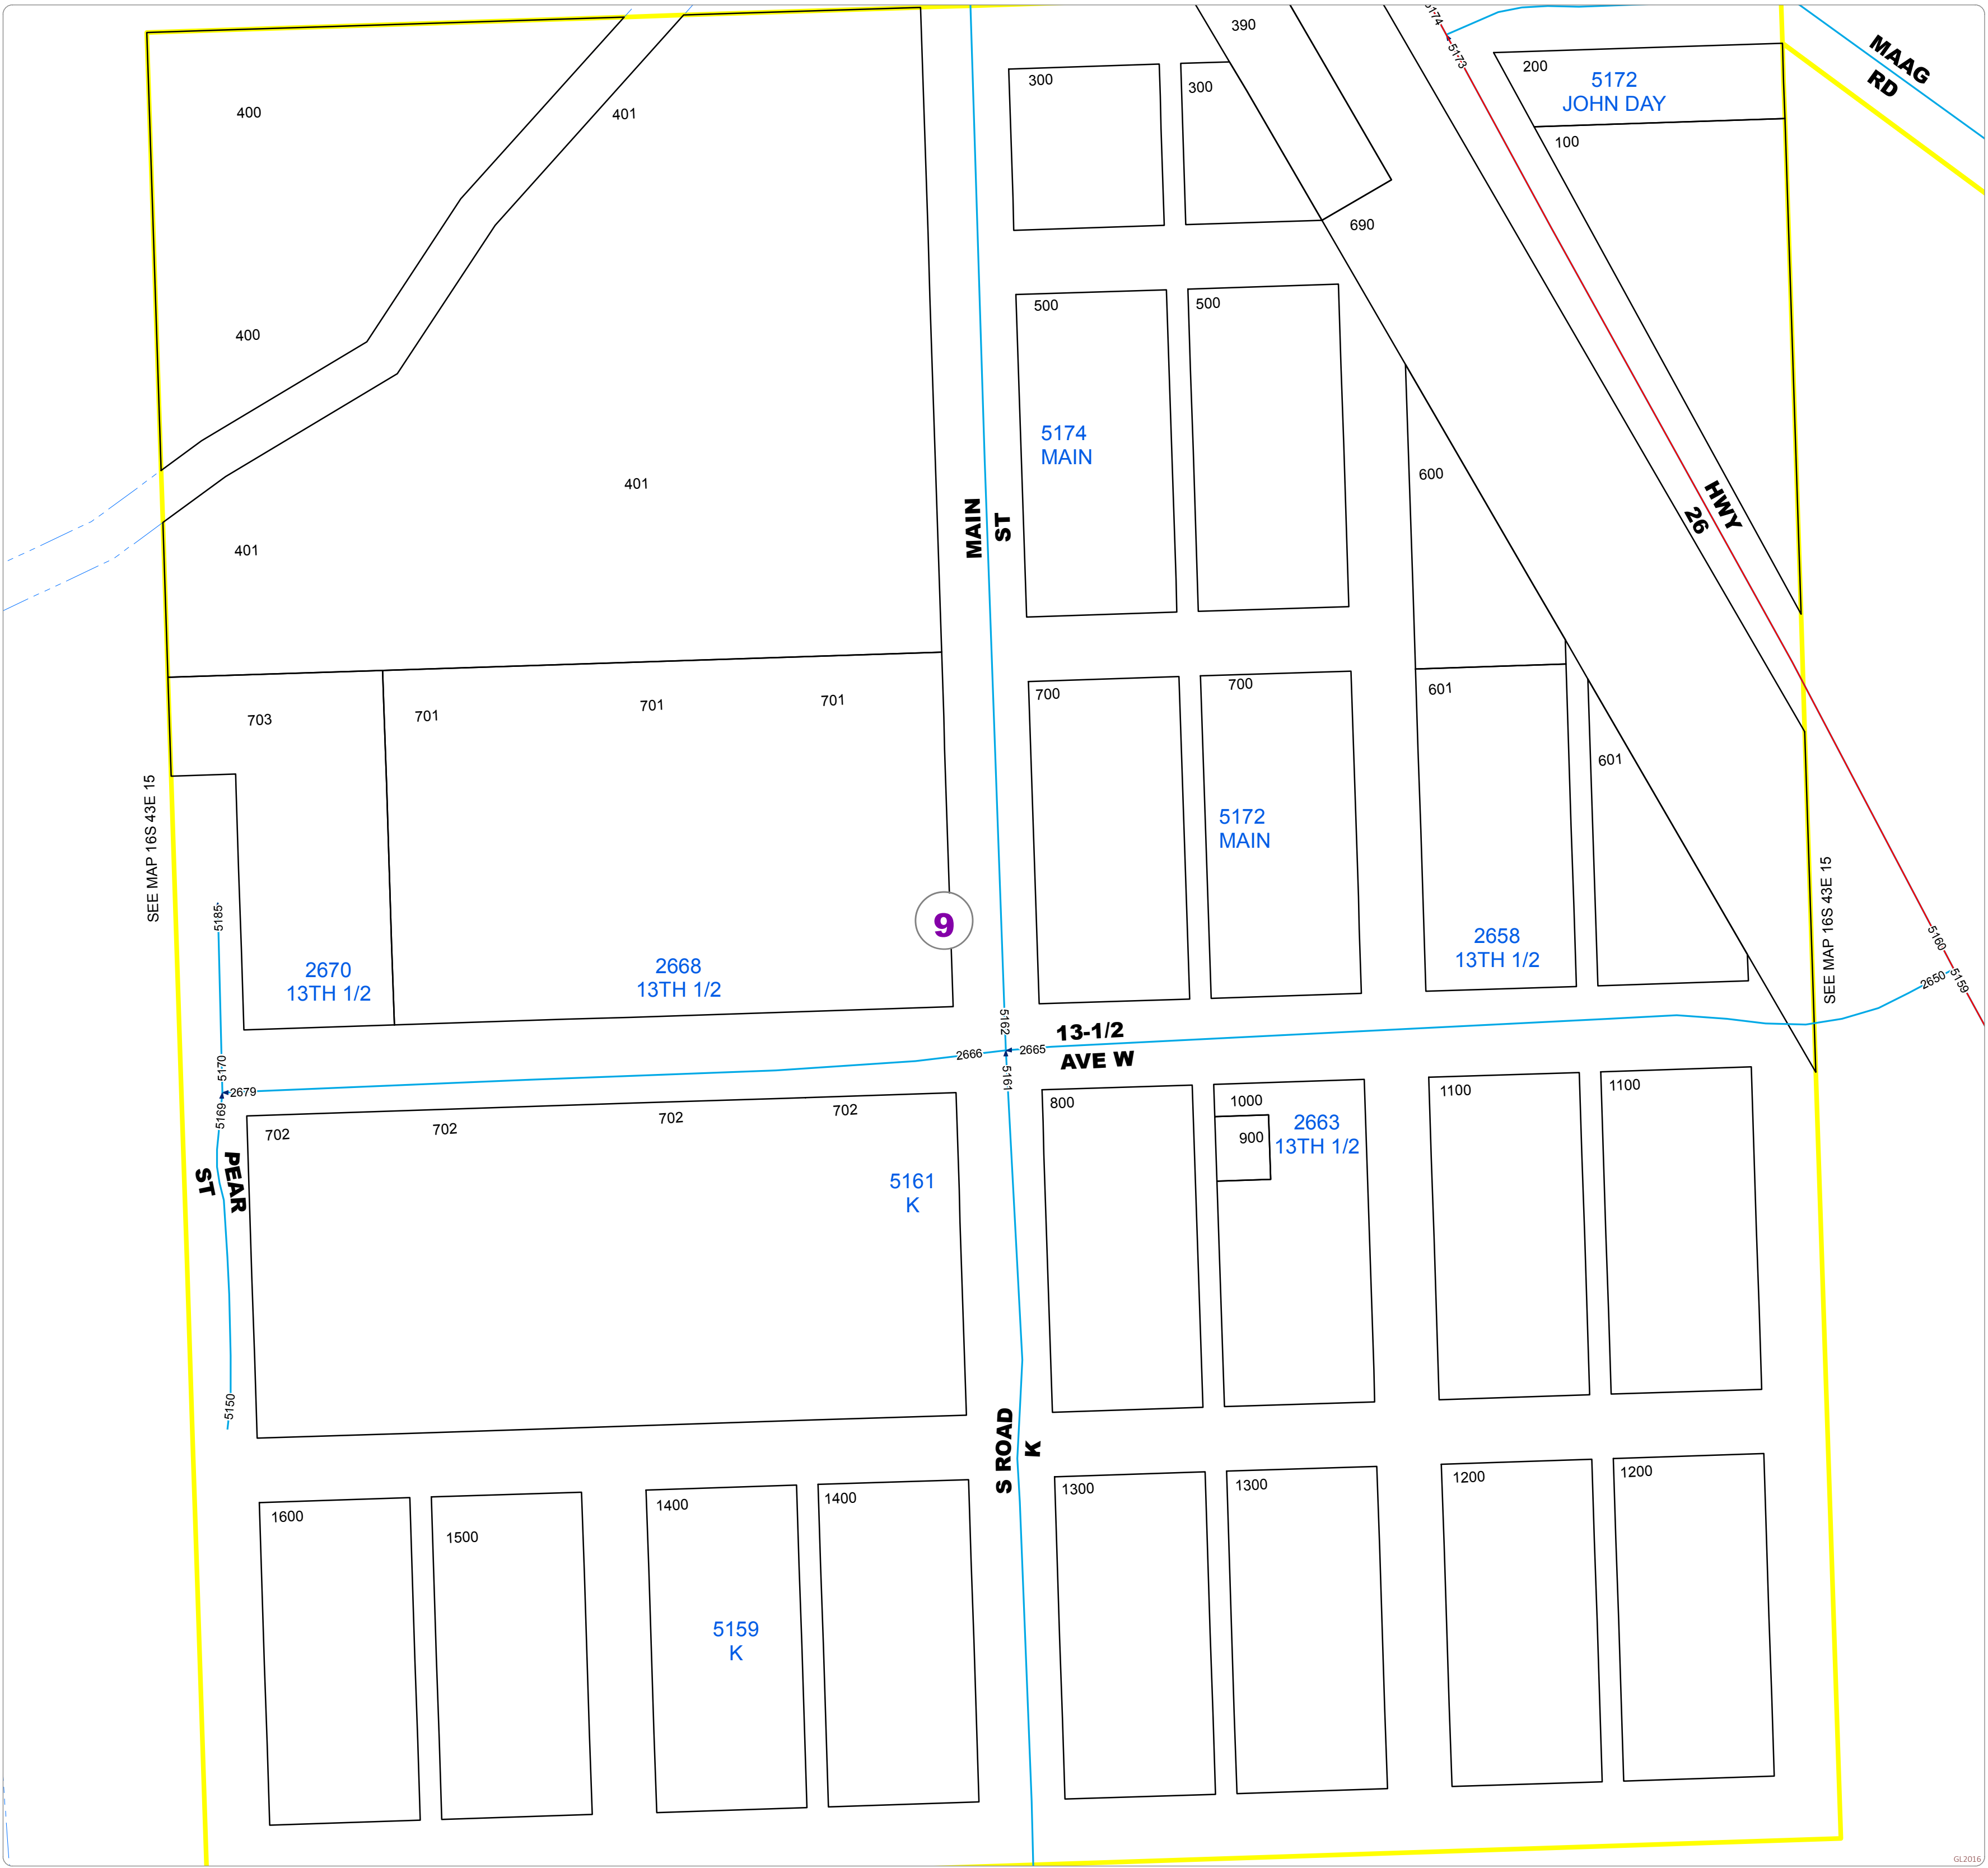 5174
5173
MAAG
RD
390
200
5172
JOHN DAY
300
300
400
401
100
690
400
500
500
5174
MAIN
600
401
401
MAIN
ST
HWY
26
703
701
701
701
700
700
601
601
SEE MAP 16S 43E 15
5172
MAIN
SEE MAP 16S 43E 15
9
5185
2670
13TH 1/2
2668
13TH 1/2
2658
13TH 1/2
5160
2650
5159
5162
13-1/2
AVE W
2666
2665
5161
5170
2679
5169
702
702
702
702
800
1000
900
2663
13TH 1/2
1100
1100
PEAR
ST
5161
K
5150
S ROAD
K
1600
1500
1400
1400
1300
1300
1200
1200
5159
K
GL2016